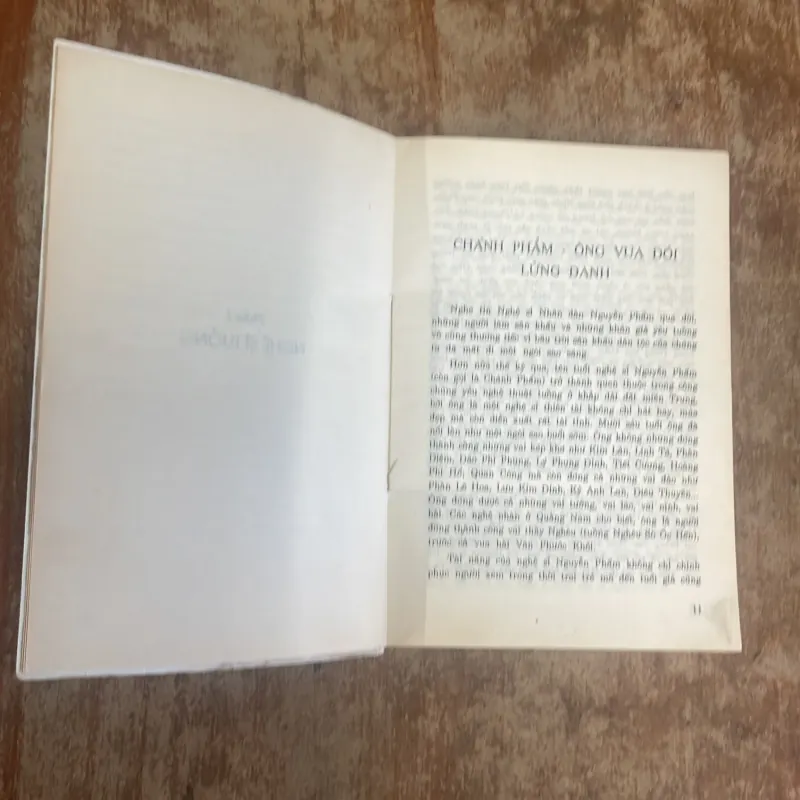 CHÁNH PHẨM - ÔNG VUA DÓI
LỪNG DANH
Nghe tin Nghệ sĩ Nhân dân Nguyễn Phẩm qua đời,
những người làm sân khấu và những khán giả yêu tuồng
vô cùng thương tiếc vì bầu trời sân khấu dân tộc của chúng
ta đã mất đi một ngôi sao sáng.
Hơn nửa thế kỷ qua, tên tuổi nghệ sĩ Nguyễn Phẩm
(còn gọi là Chánh Phẩm) trở thành quen thuộc trong công
chúng yêu nghệ thuật tuồng ở khắp dải đất miền Trung
bởi ông là một nghệ sĩ thiên tài không chỉ hát hay, múa
đẹp mà còn diễn xuất rất tài tình. Mười sáu tuổi ông đã
nổi lên như một ngôi sao buổi sớm. Ông không những đóng
thành công những vai kép như Kim Lân, Lạn Tà, Phàn
Định, Đào Phi Phụng, Lý Phụng Đình, Tiết Cương, Hoàng
Phi Hổ, Quan Công mà còn đóng cả những vai đào như
Phàn Lê Hoa, Lưu Kim Đính, Kỷ Anh Lan, Điêu Thuyền.
Ông đóng được cả những vai tướng, vai lão, vai nịnh, vai
hài. Các nghệ nhân ở Quảng Nam cho biết, ông là người
đóng thành công vai thầy Nghêu (tuồng Nghêu Sò Ốc Hến),
trước cả vua hài Văn Phước Khôi.
Tài năng của nghệ sĩ Nguyễn Phẩm không chỉ chinh
phục người xem trong thời trai trẻ mà đến tuổi già cũng
11